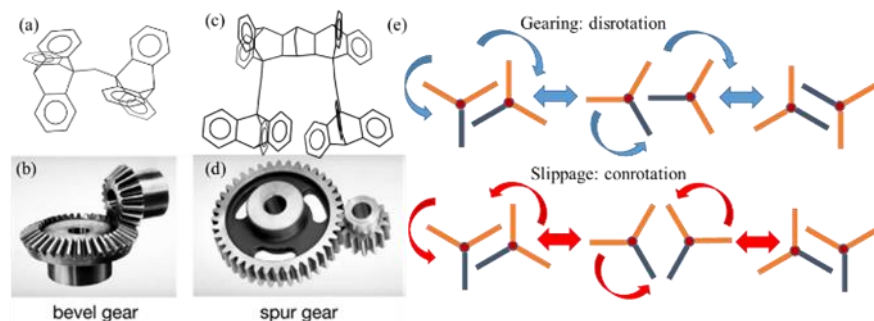 (a)
(c)
(e)
Gearing: disrotation
(b)
(d)
Slippage: conrotation
bevel gear
spur gear